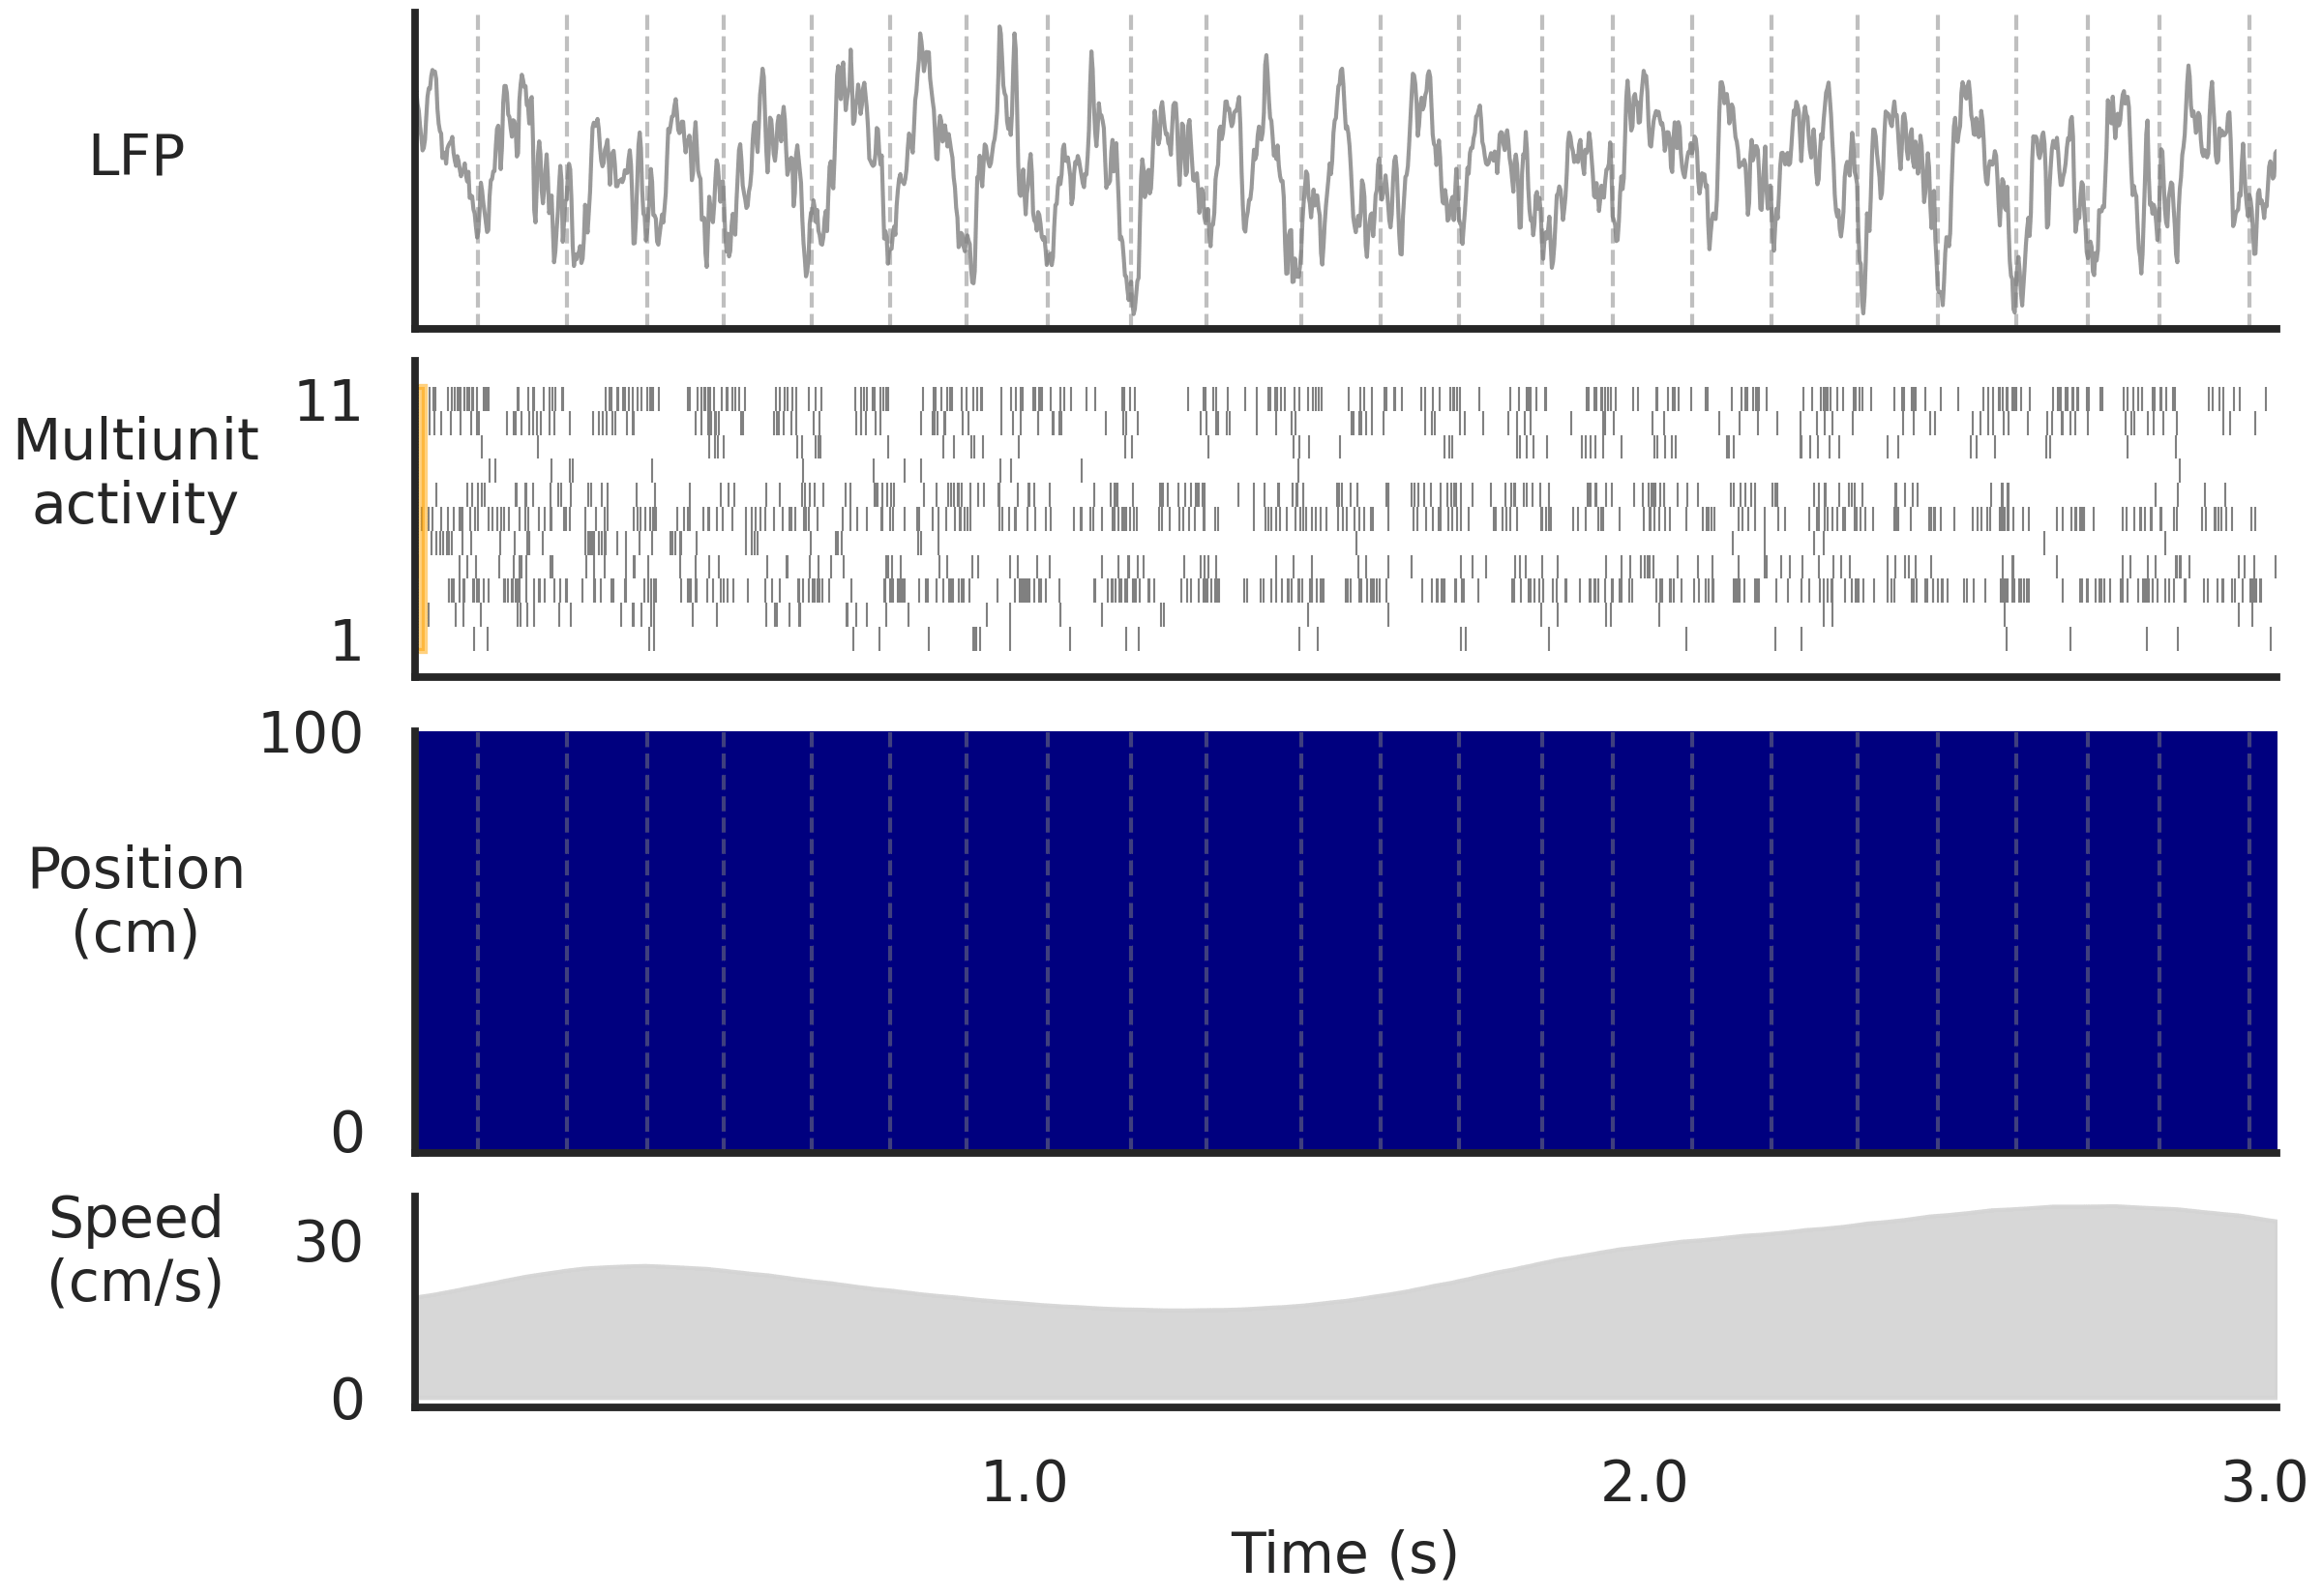 LFP
11
Multiunit
activity
1
100
Position
(cm)
0
Speed
(cm/s)
30
0
1.0
2.0
3.0
Time (s)